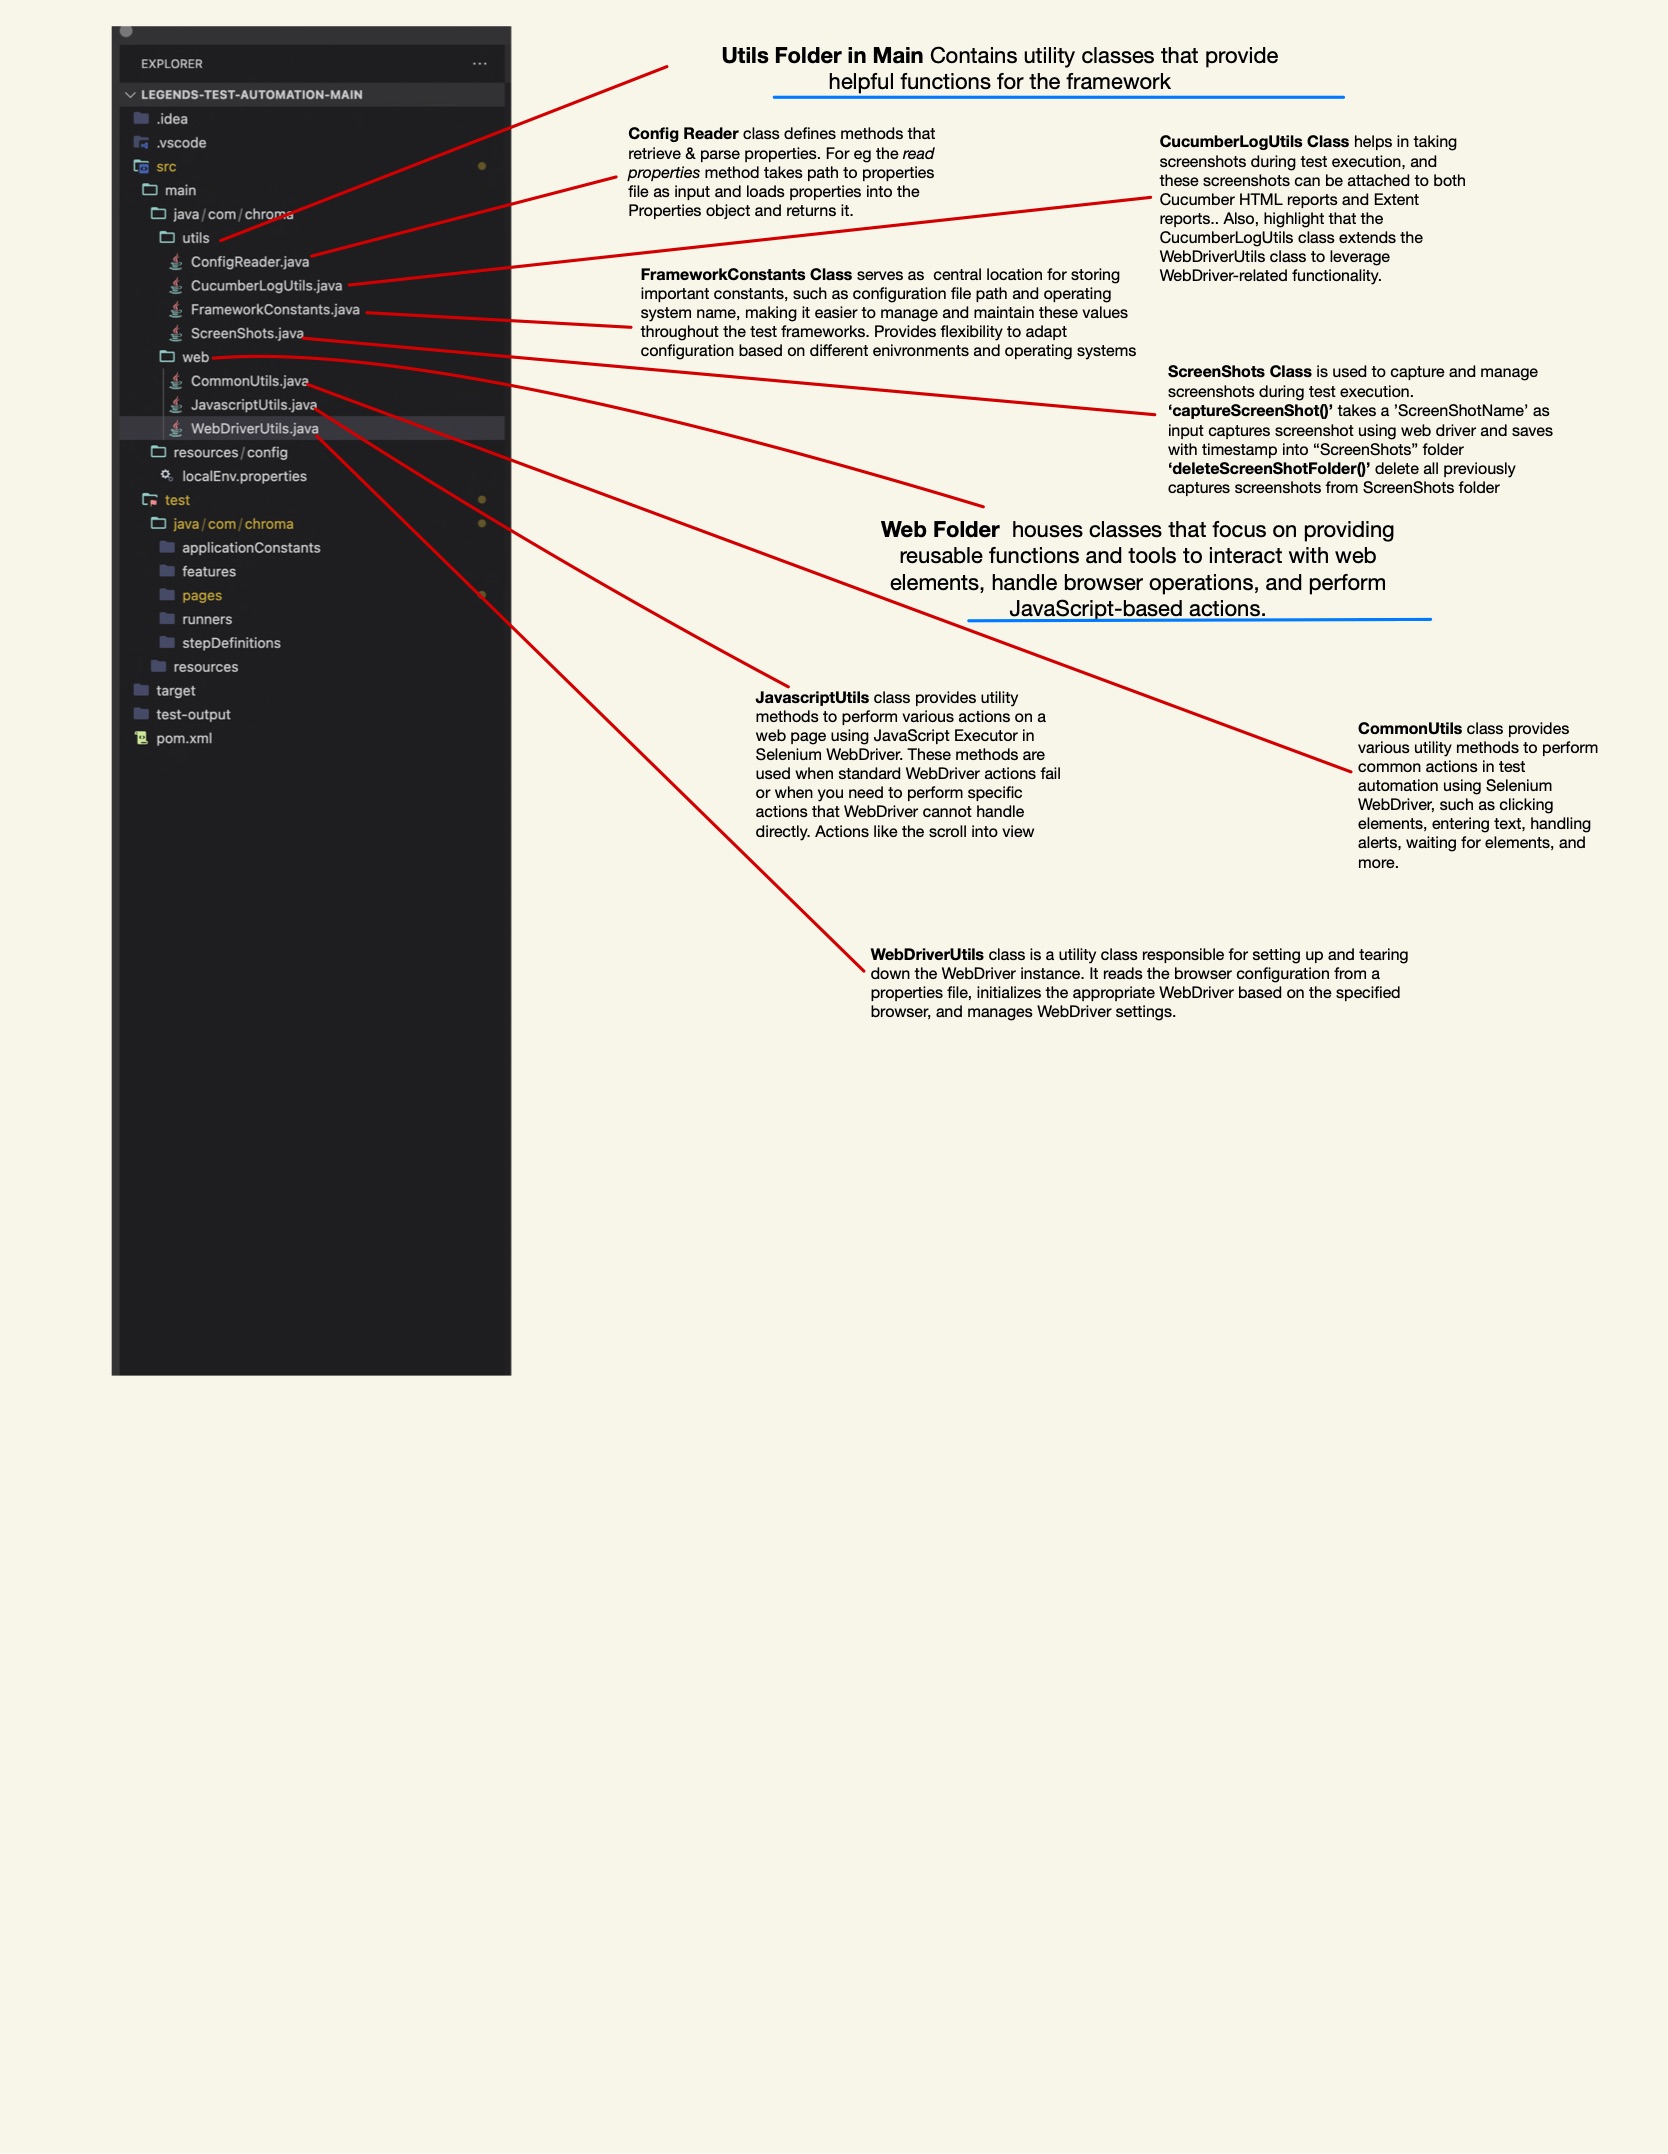 EXPLORER
···
LEGENDS-TEST-AUTOMATION-MAIN
.idea
.vscode
src
main
java/com/chroma
utils
ConfigReader.java
CucumberLogUtils.java
FrameworkConstants.java
ScreenShots.java
web
CommonUtils.java
JavascriptUtils.java
WebDriverUtils.java
resources/config
localEnv.properties
test
java/com/chroma
applicationConstants
features
pages
runners
stepDefinitions
resources
target
test-output
pom.xml
Utils Folder in Main Contains utility classes that provide
helpful functions for the framework
Config Reader class defines methods that
retrieve & parse properties. For eg the read
properties method takes path to properties
file as input and loads properties into the
Properties object and returns it.
CucumberLogUtils Class helps in taking
screenshots during test execution, and
these screenshots can be attached to both
Cucumber HTML reports and Extent
reports.. Also, highlight that the
CucumberLogUtils class extends the
WebDriverUtils class to leverage
WebDriver-related functionality.
FrameworkConstants Class serves as  central location for storing
important constants, such as configuration file path and operating
system name, making it easier to manage and maintain these values
throughout the test frameworks. Provides flexibility to adapt
configuration based on different enivronments and operating systems
ScreenShots Class is used to capture and manage
screenshots during test execution.
‘captureScreenShot()’ takes a ’ScreenShotName’ as
input captures screenshot using web driver and saves
with timestamp into “ScreenShots” folder
‘deleteScreenShotFolder()’ delete all previously
captures screenshots from ScreenShots folder
Web Folder  houses classes that focus on providing
reusable functions and tools to interact with web
elements, handle browser operations, and perform
JavaScript-based actions.
JavascriptUtils class provides utility
methods to perform various actions on a
web page using JavaScript Executor in
Selenium WebDriver. These methods are
used when standard WebDriver actions fail
or when you need to perform specific
actions that WebDriver cannot handle
directly. Actions like the scroll into view
CommonUtils class provides
various utility methods to perform
common actions in test
automation using Selenium
WebDriver, such as clicking
elements, entering text, handling
alerts, waiting for elements, and
more.
WebDriverUtils class is a utility class responsible for setting up and tearing
down the WebDriver instance. It reads the browser configuration from a
properties file, initializes the appropriate WebDriver based on the specified
browser, and manages WebDriver settings.